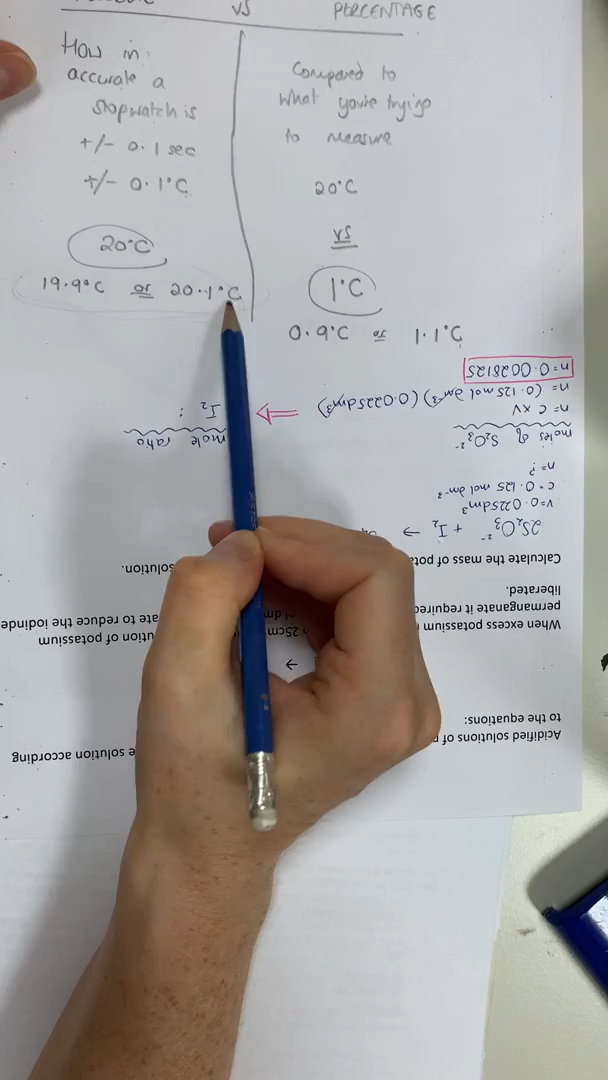 VS PERCENTAGE
How in
accurate a
stopwatch is
+/- 0.1 sec
+/- 0.1°C
20°C
19.9°C or 20.1°C
Compared to
what you're trying
to measure
20°C
VS
1°C
0.9°C to 1.1°C
Acidified solutions of
e solution according
to the equations:
→
When excess potassium
25cm
ution of potassium
permanganate it required
dm
ate to reduce the iodine
liberated.
Calculate the mass of
solution.
2S₂O₃²⁻ + I₂ →
v=0.0225dm³
c=0.125 mol dm⁻³
n=?
moles of S₂O₃²⁻
n= c x v
n= (0.125 mol dm⁻³) (0.0225dm³)
n=0.0028125
mole ratio
I₂ :